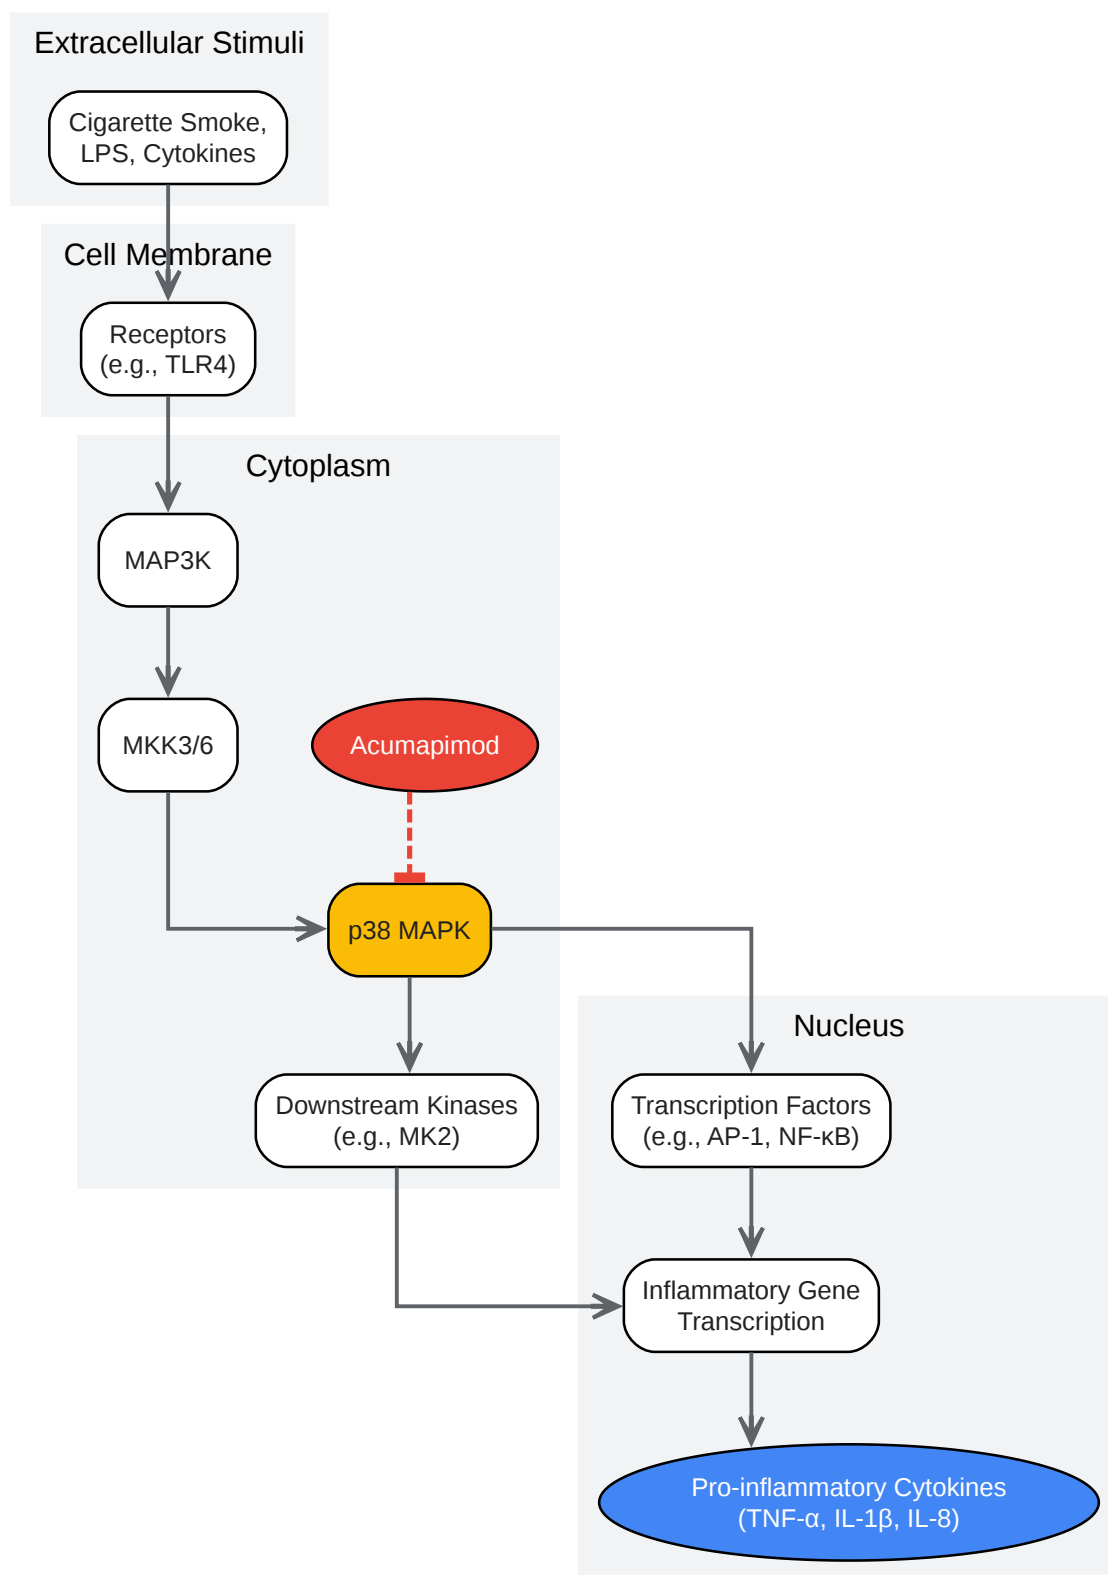 Extracellular Stimuli
Cigarette Smoke,
LPS, Cytokines
Cell Membrane
Receptors
(e.g., TLR4)
Cytoplasm
MAP3K
MKK3/6
Acumapimod
p38 MAPK
Downstream Kinases
(e.g., MK2)
Nucleus
Transcription Factors
(e.g., AP-1, NF-κB)
Inflammatory Gene
Transcription
Pro-inflammatory Cytokines
(TNF-α, IL-1β, IL-8)